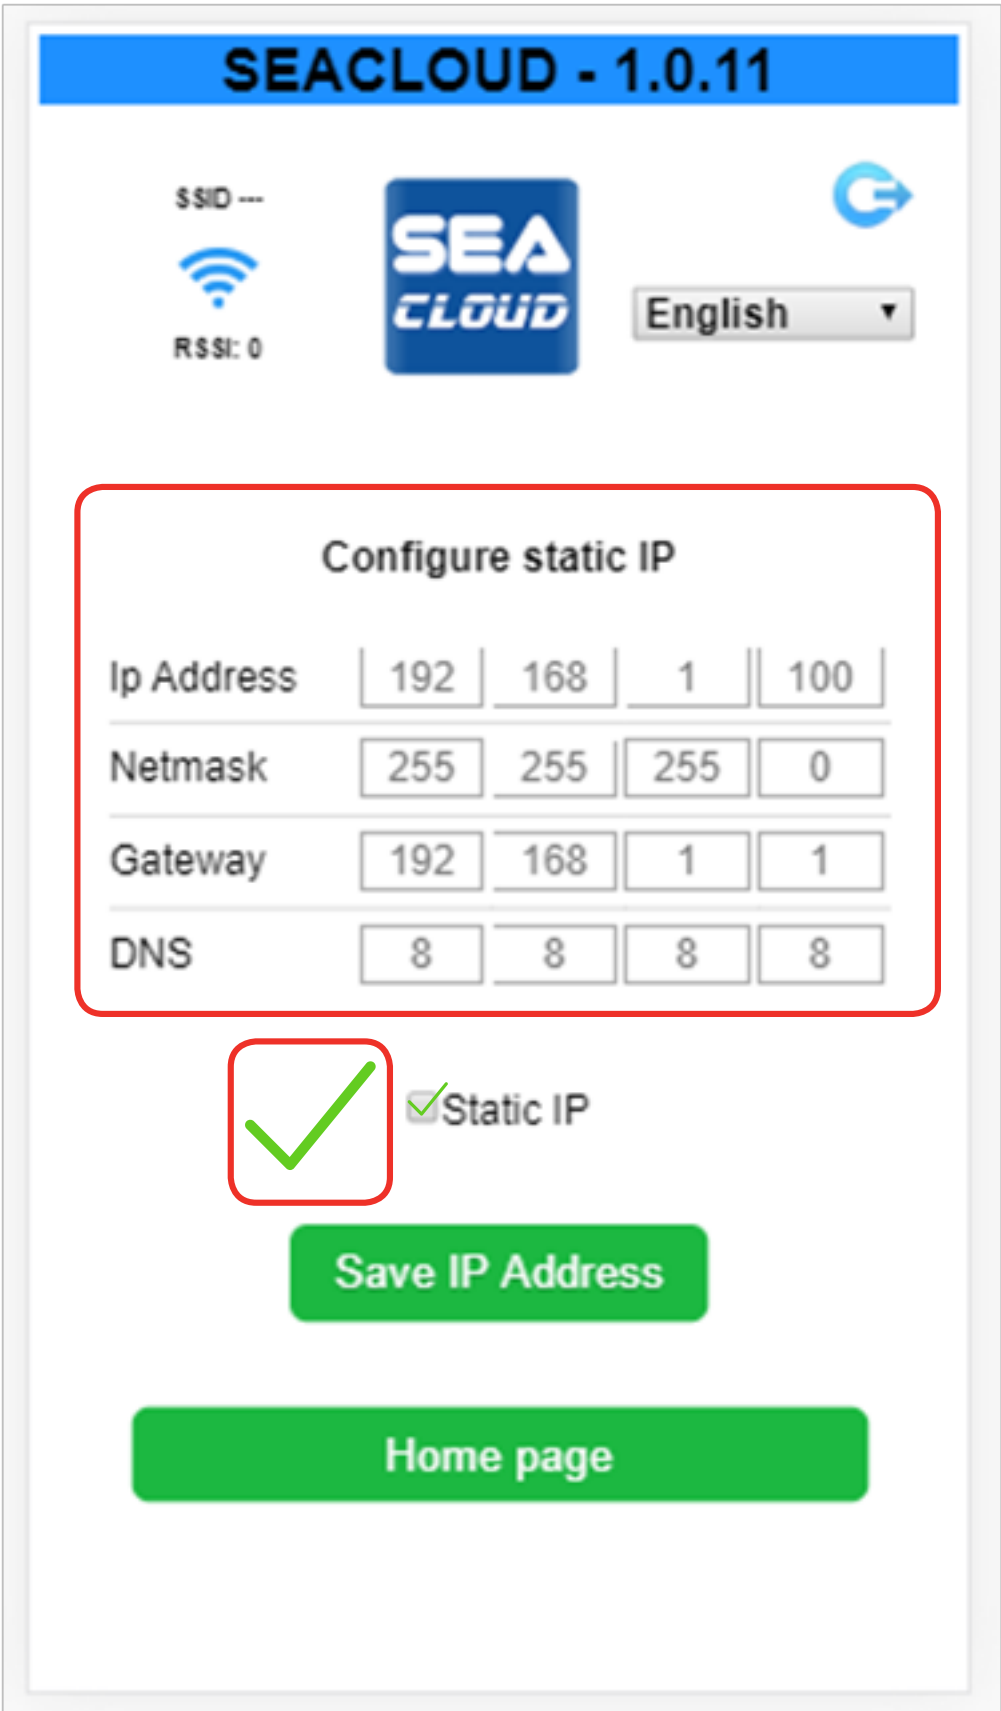 SEACLOUD - 1.0.11
SSID ---
SEA
CLOUD
English
RSSI: 0
Configure static IP
Ip Address 192 168 1 100
Netmask 255 255 255 0
Gateway 192 168 1 1
DNS 8 8 8 8
Static IP
Save IP Address
Home page